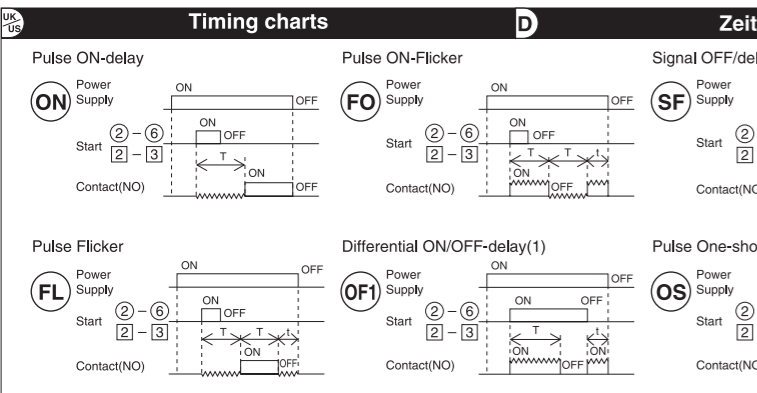 UK
US
Timing charts
D
Zeit
Pulse ON-delay
ON
Power
Supply
ON
OFF
Start
② – ⑥
2 – 3
ON
OFF
T
Contact(NO)
ON
OFF
Pulse ON-Flicker
FO
Power
Supply
ON
OFF
Start
② – ⑥
2 – 3
ON
OFF
T T t
Contact(NO)
ON
OFF
Signal OFF/del
SF
Power
Supply
Start
②
2
Contact(NO
Pulse Flicker
FL
Power
Supply
ON
OFF
Start
② – ⑥
2 – 3
ON
OFF
T T t
Contact(NO)
ON
OFF
Differential ON/OFF-delay(1)
OF1
Power
Supply
ON
OFF
Start
② – ⑥
2 – 3
ON OFF
T t
Contact(NO)
ON
OFF
ON
Pulse One-sho
OS
Power
Supply
Start
②
2
Contact(NO